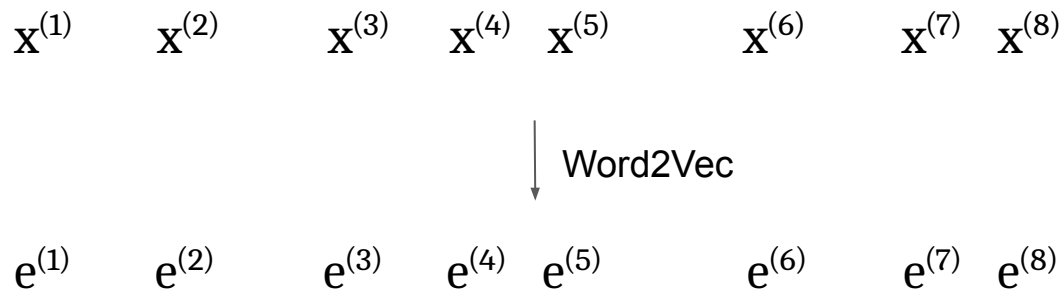 x⁽¹⁾ x⁽²⁾ x⁽³⁾ x⁽⁴⁾ x⁽⁵⁾ x⁽⁶⁾ x⁽⁷⁾ x⁽⁸⁾
Word2Vec
e⁽¹⁾ e⁽²⁾ e⁽³⁾ e⁽⁴⁾ e⁽⁵⁾ e⁽⁶⁾ e⁽⁷⁾ e⁽⁸⁾